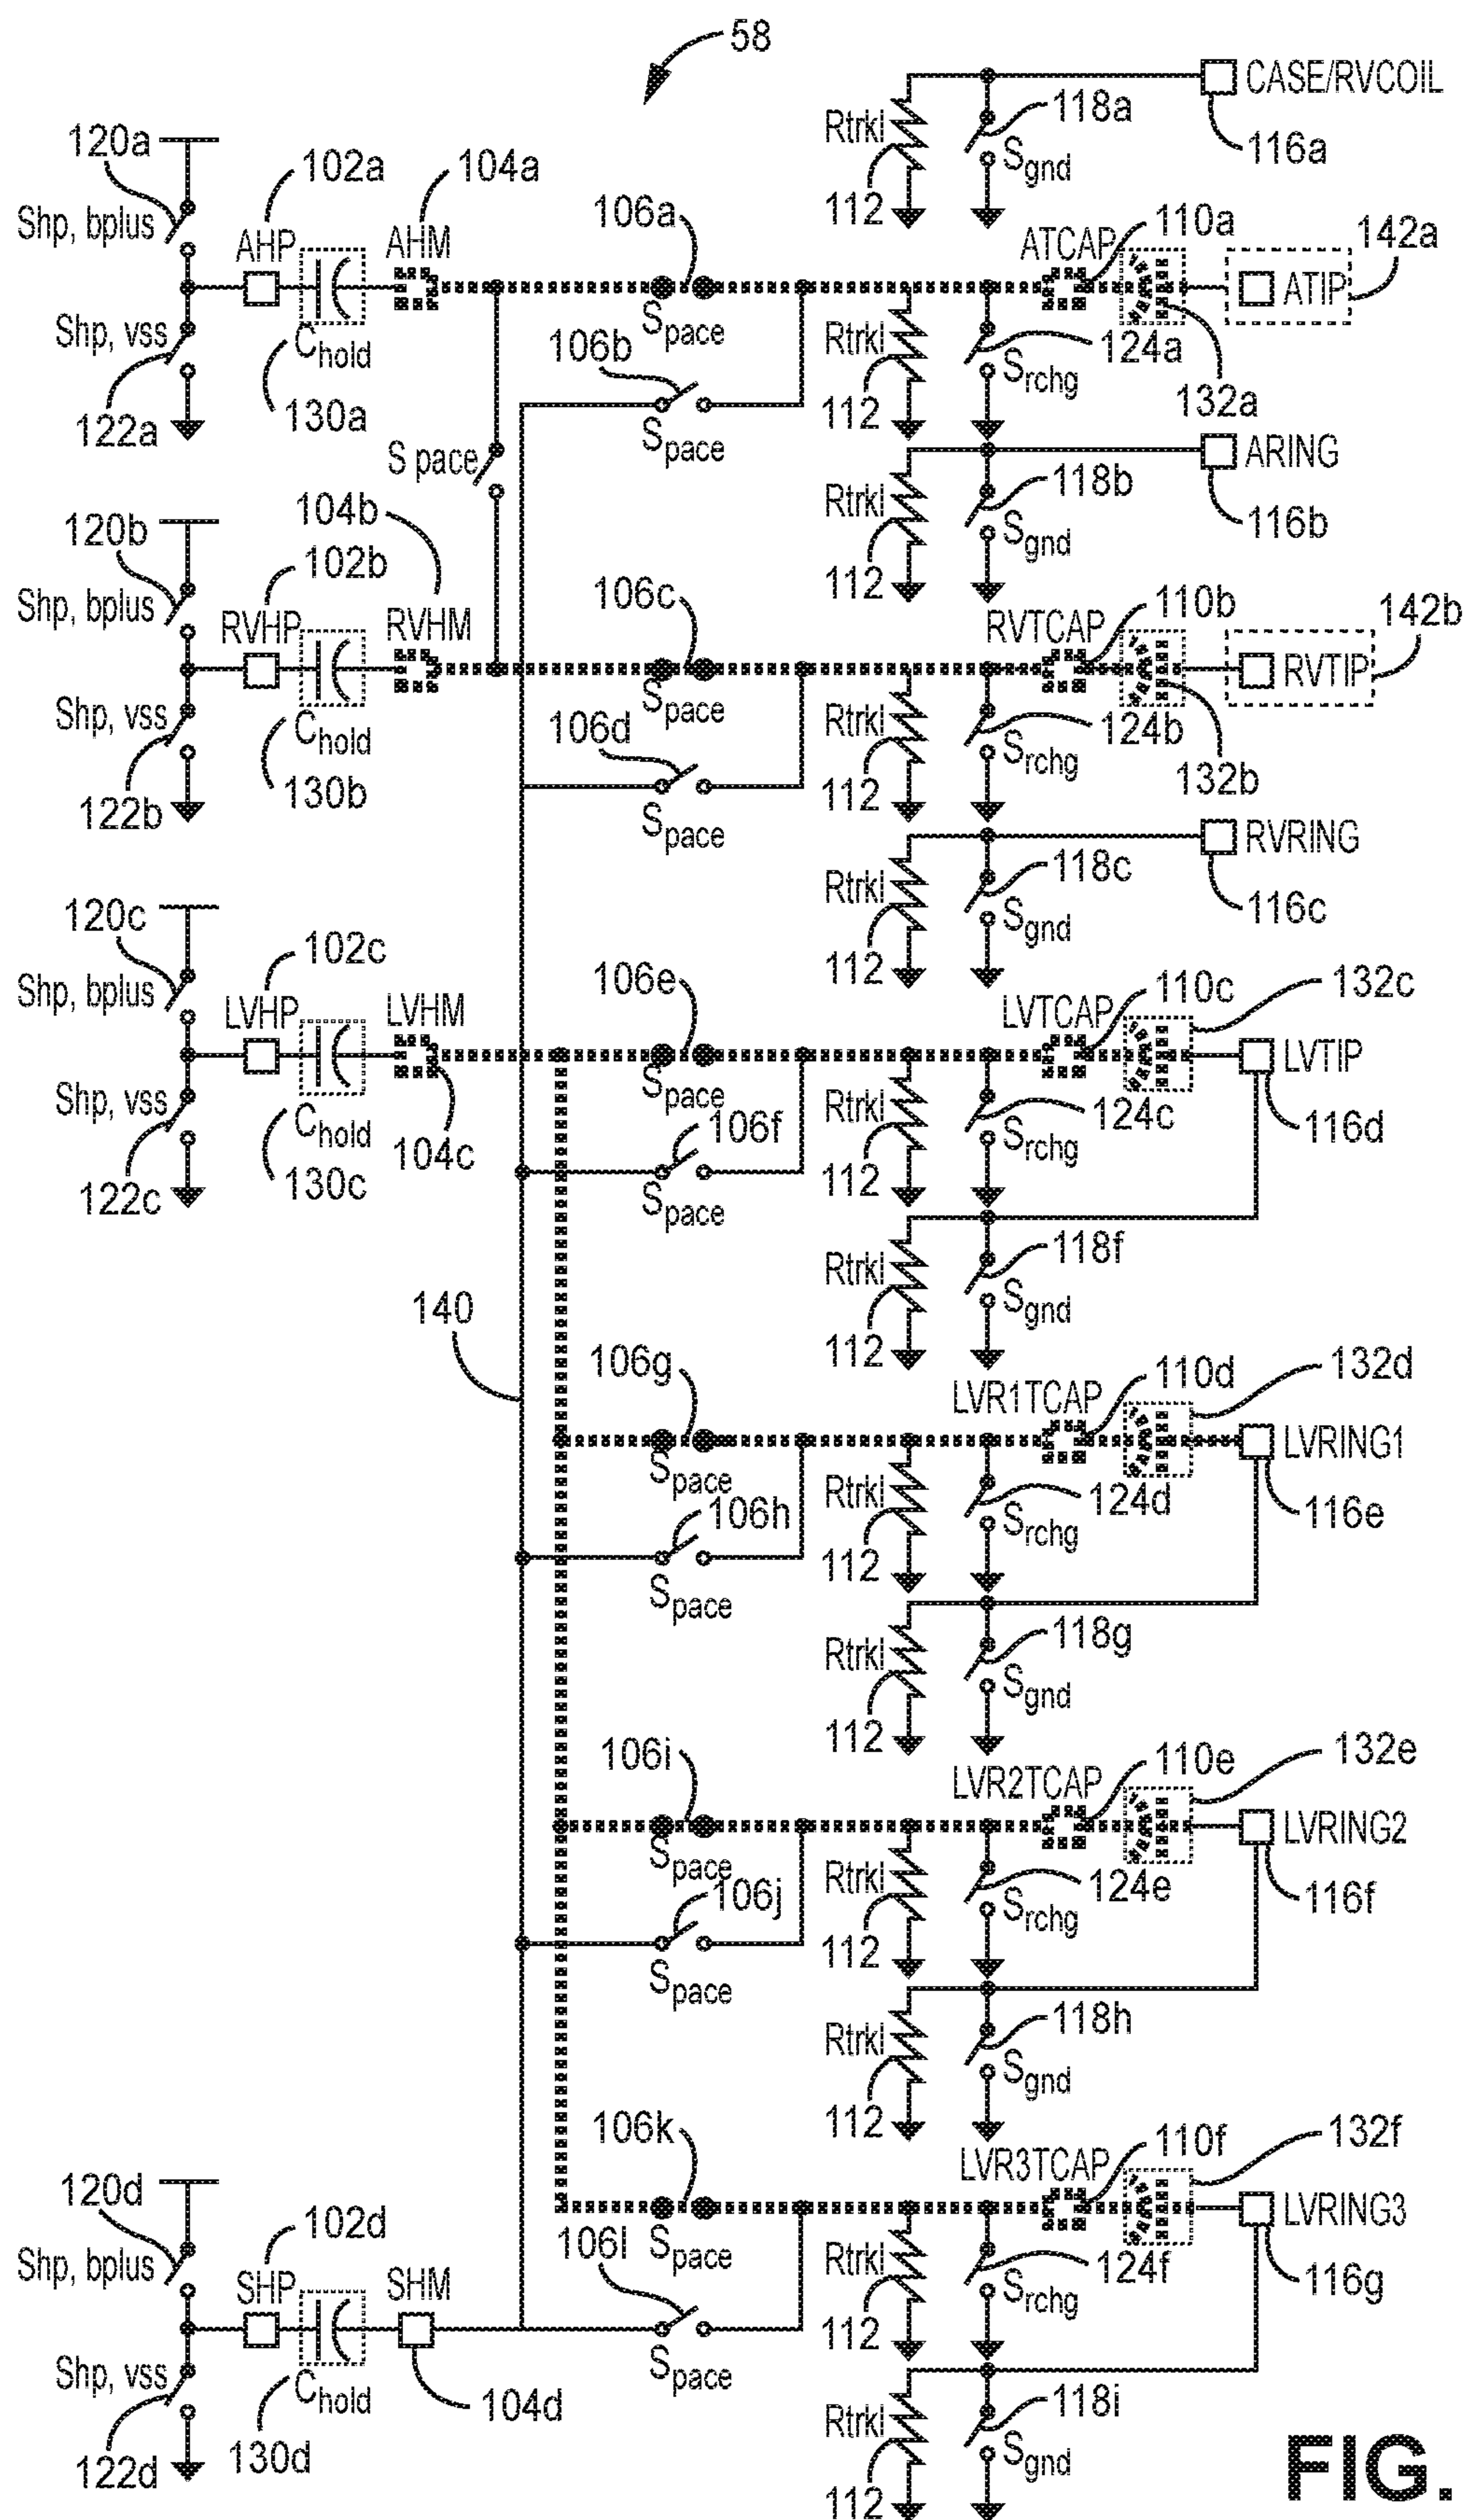 58
CASE/RVCOIL
118a
Rtrkl
120a
102a
104a
Sgnd
116a
Shp, bplus
106a
112
110a
142a
AHP
AHM
ATCAP
ATIP
Space
Shp, vss
106b
Rtrkl
124a
Chold
Srchg
132a
122a
130a
112
Space
ARING
S pace
104b
Rtrkl
118b
120b
102b
Sgnd
116b
Shp, bplus
106c
112
110b
142b
RVHP
RVHM
RVTCAP
RVTIP
Space
Shp, vss
106d
Rtrkl
124b
Chold
Srchg
132b
122b
130b
112
Space
RVRING
118c
Rtrkl
120c
102c
Sgnd
116c
Shp, bplus
106e
112
110c
132c
LVHP
LVHM
LVTCAP
LVTIP
Space
Shp, vss
106f
Rtrkl
124c
Chold
104c
Srchg
116d
122c
130c
112
Space
118f
Rtrkl
140
Sgnd
106g
112
110d
132d
LVR1TCAP
LVRING1
Space
106h
Rtrkl
124d
Srchg
116e
112
Space
118g
Rtrkl
Sgnd
106i
112
110e
132e
LVR2TCAP
LVRING2
Space
106j
Rtrkl
124e
Srchg
116f
112
Space
118h
Rtrkl
Sgnd
106k
112
110f
132f
LVR3TCAP
120d
102d
LVRING3
Shp, bplus
106l
Space
Rtrkl
124f
SHP
SHM
Srchg
116g
112
Shp, vss
Space
Chold
104d
118i
Rtrkl
122d
130d
Sgnd
112
FIG.